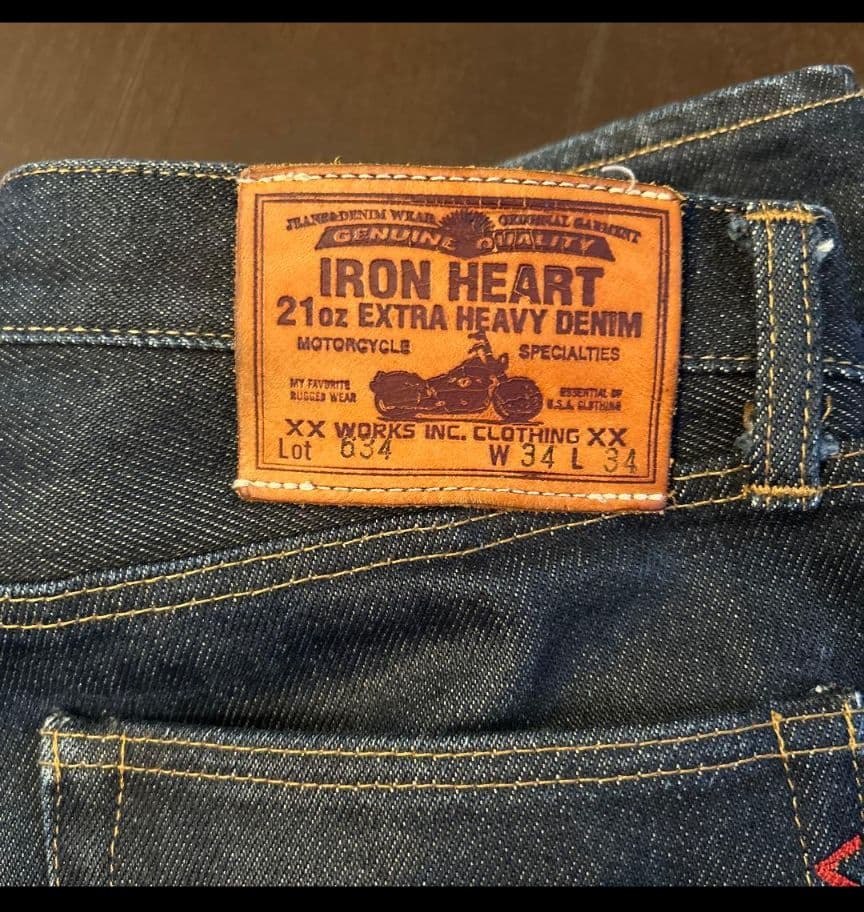 JEANS&DENIM WEAR ORIGINAL GARMENT
GENUINE QUALITY
IRON HEART
21oz EXTRA HEAVY DENIM
MOTORCYCLE SPECIALTIES
MY FAVORITE ESSENTIAL OF
RUGGED WEAR U.S.A. CLOTHING
XX WORKS INC. CLOTHING XX
Lot 634 W 34 L 34